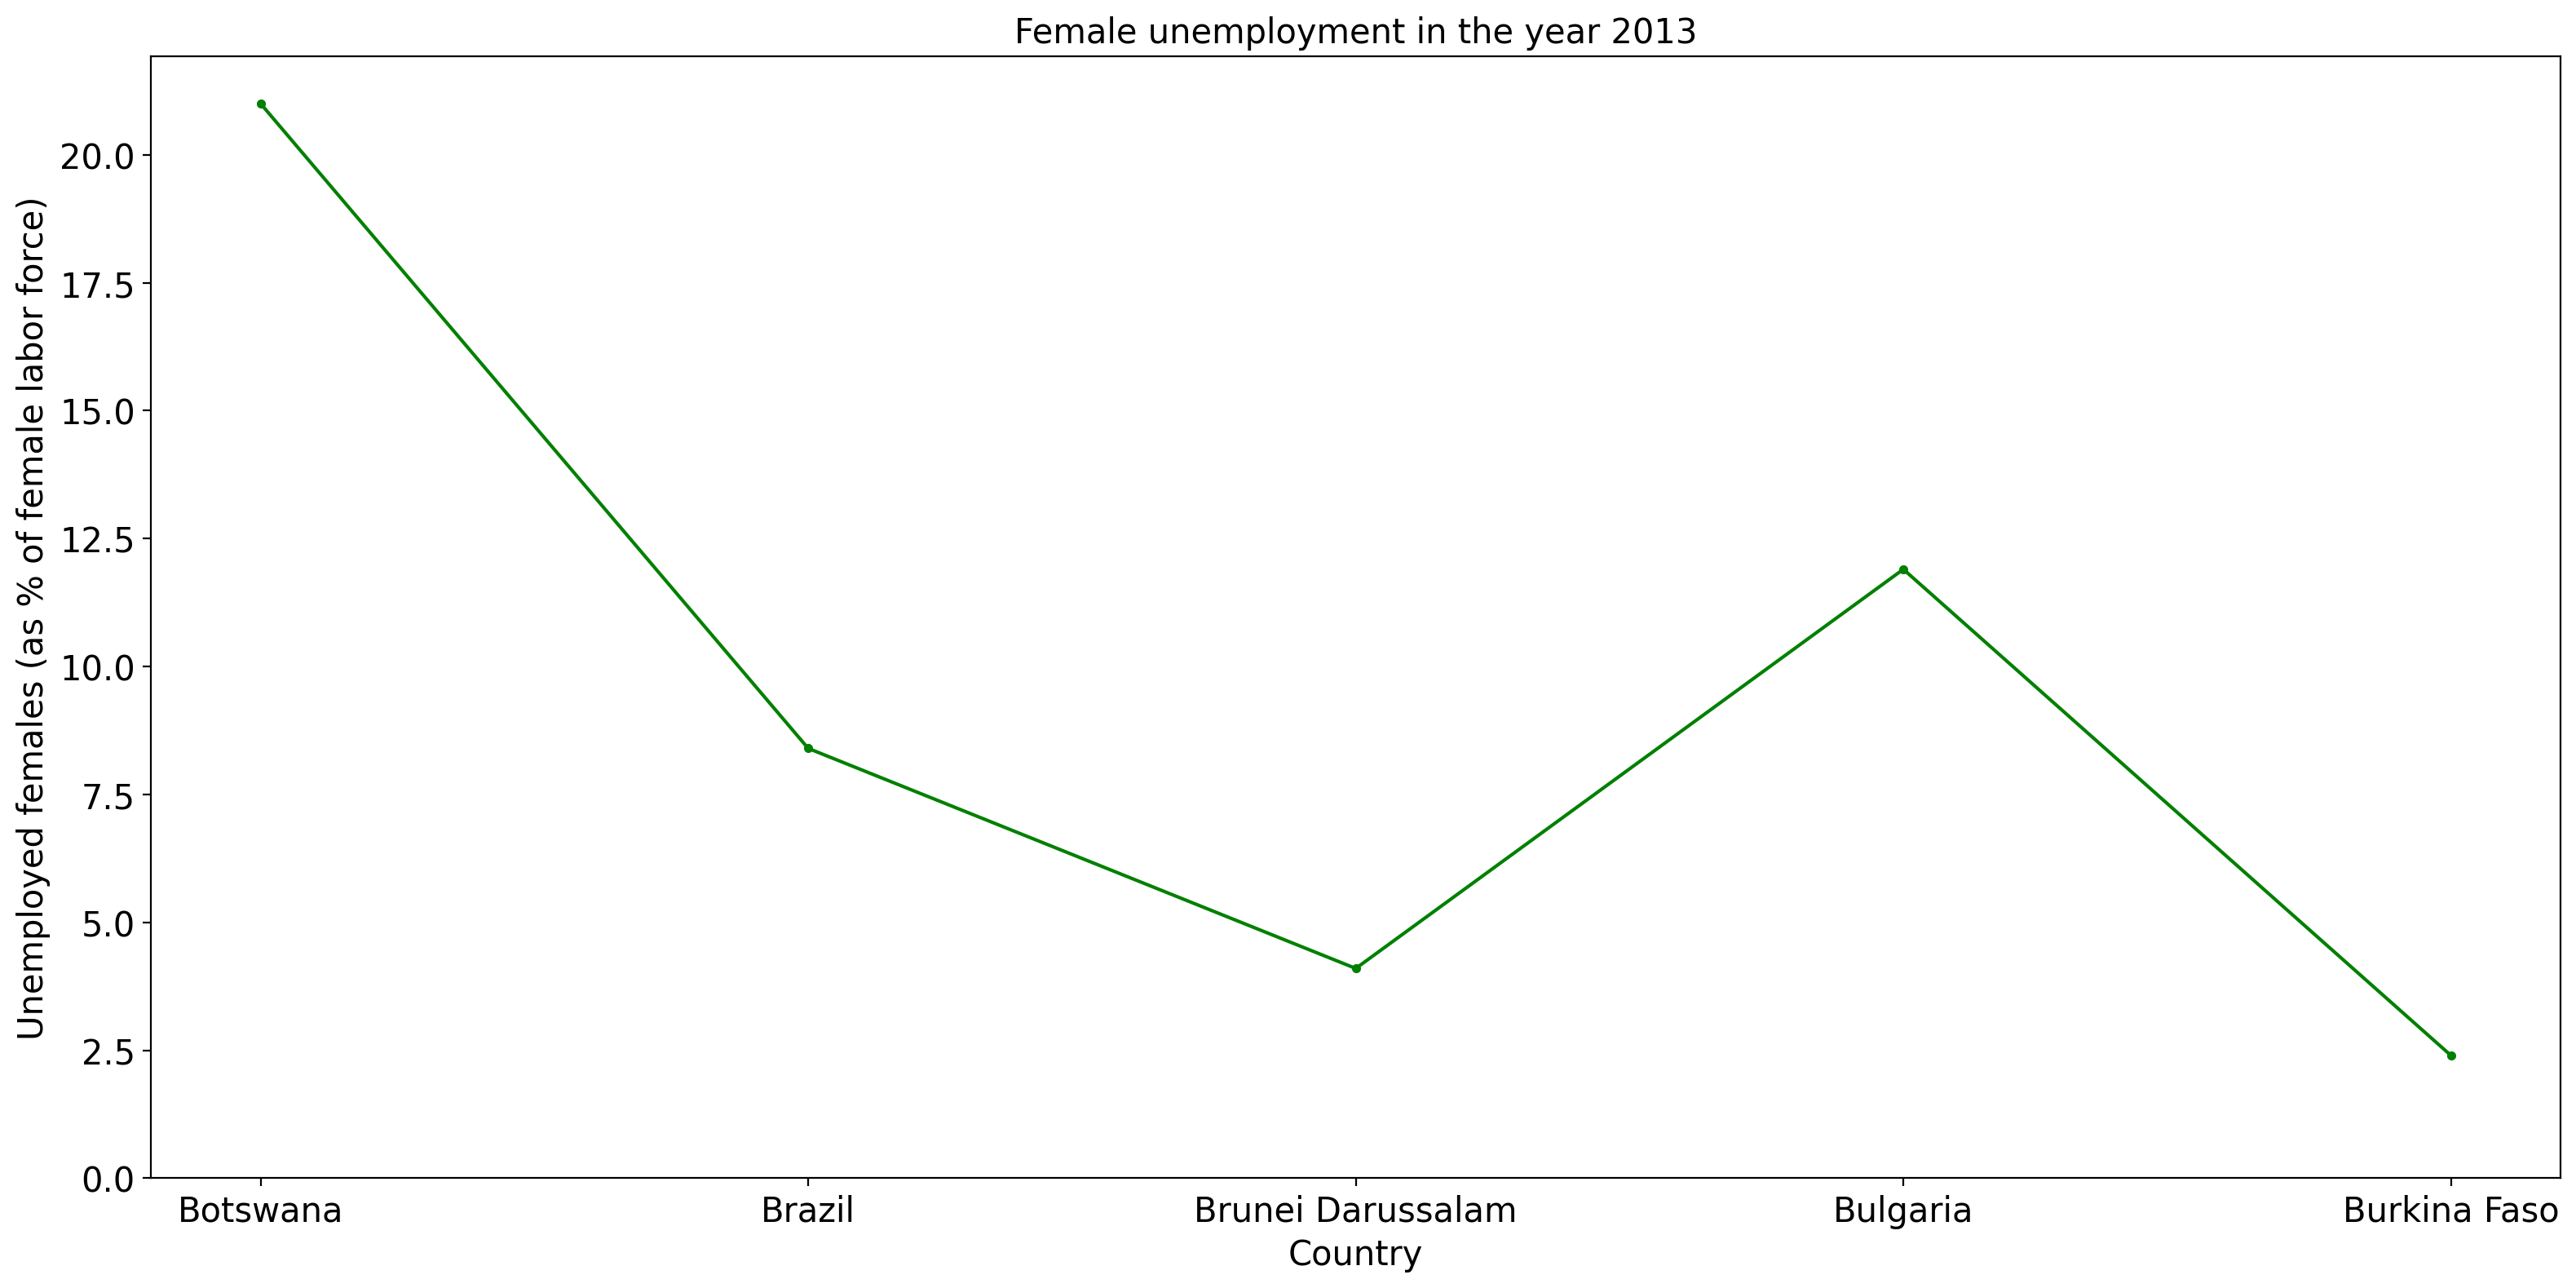 Female unemployment in the year 2013
Unemployed females (as % of female labor force)
20.0
17.5
15.0
12.5
10.0
7.5
5.0
2.5
0.0
Botswana Brazil Brunei Darussalam Bulgaria Burkina Faso
Country